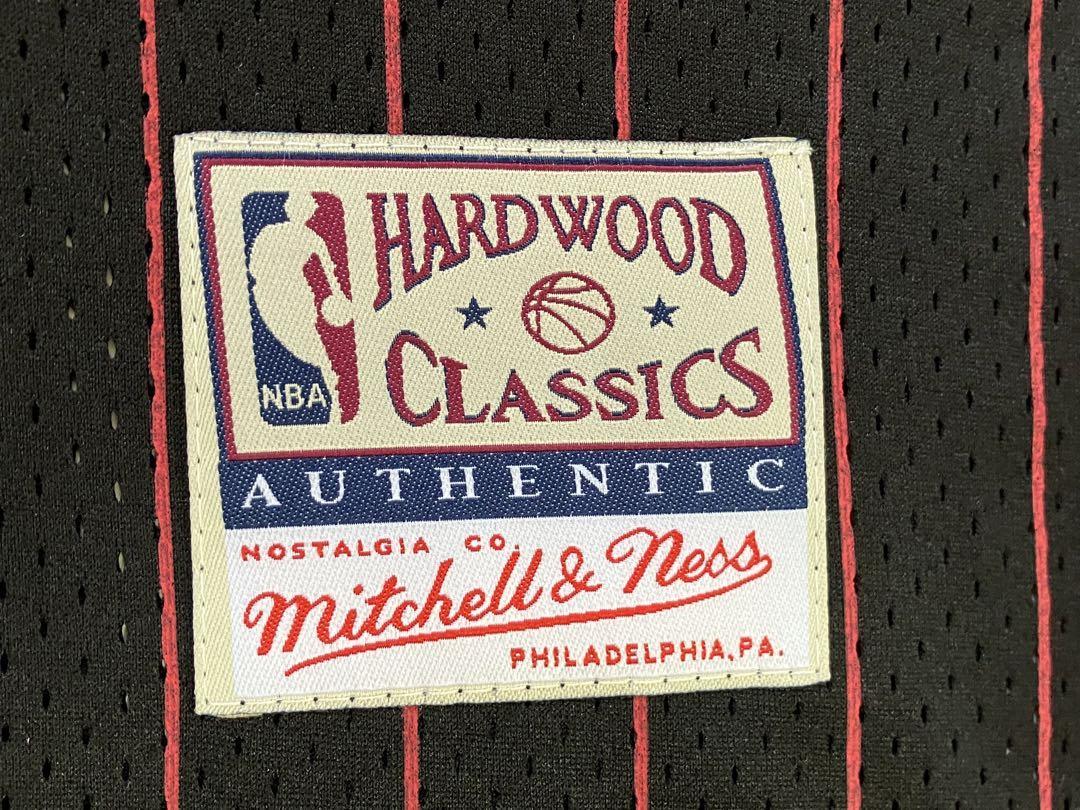 HARDWOOD
CLASSICS
NBA
AUTHENTIC
NOSTALGIA CO.
Mitchell & Ness
PHILADELPHIA, PA.